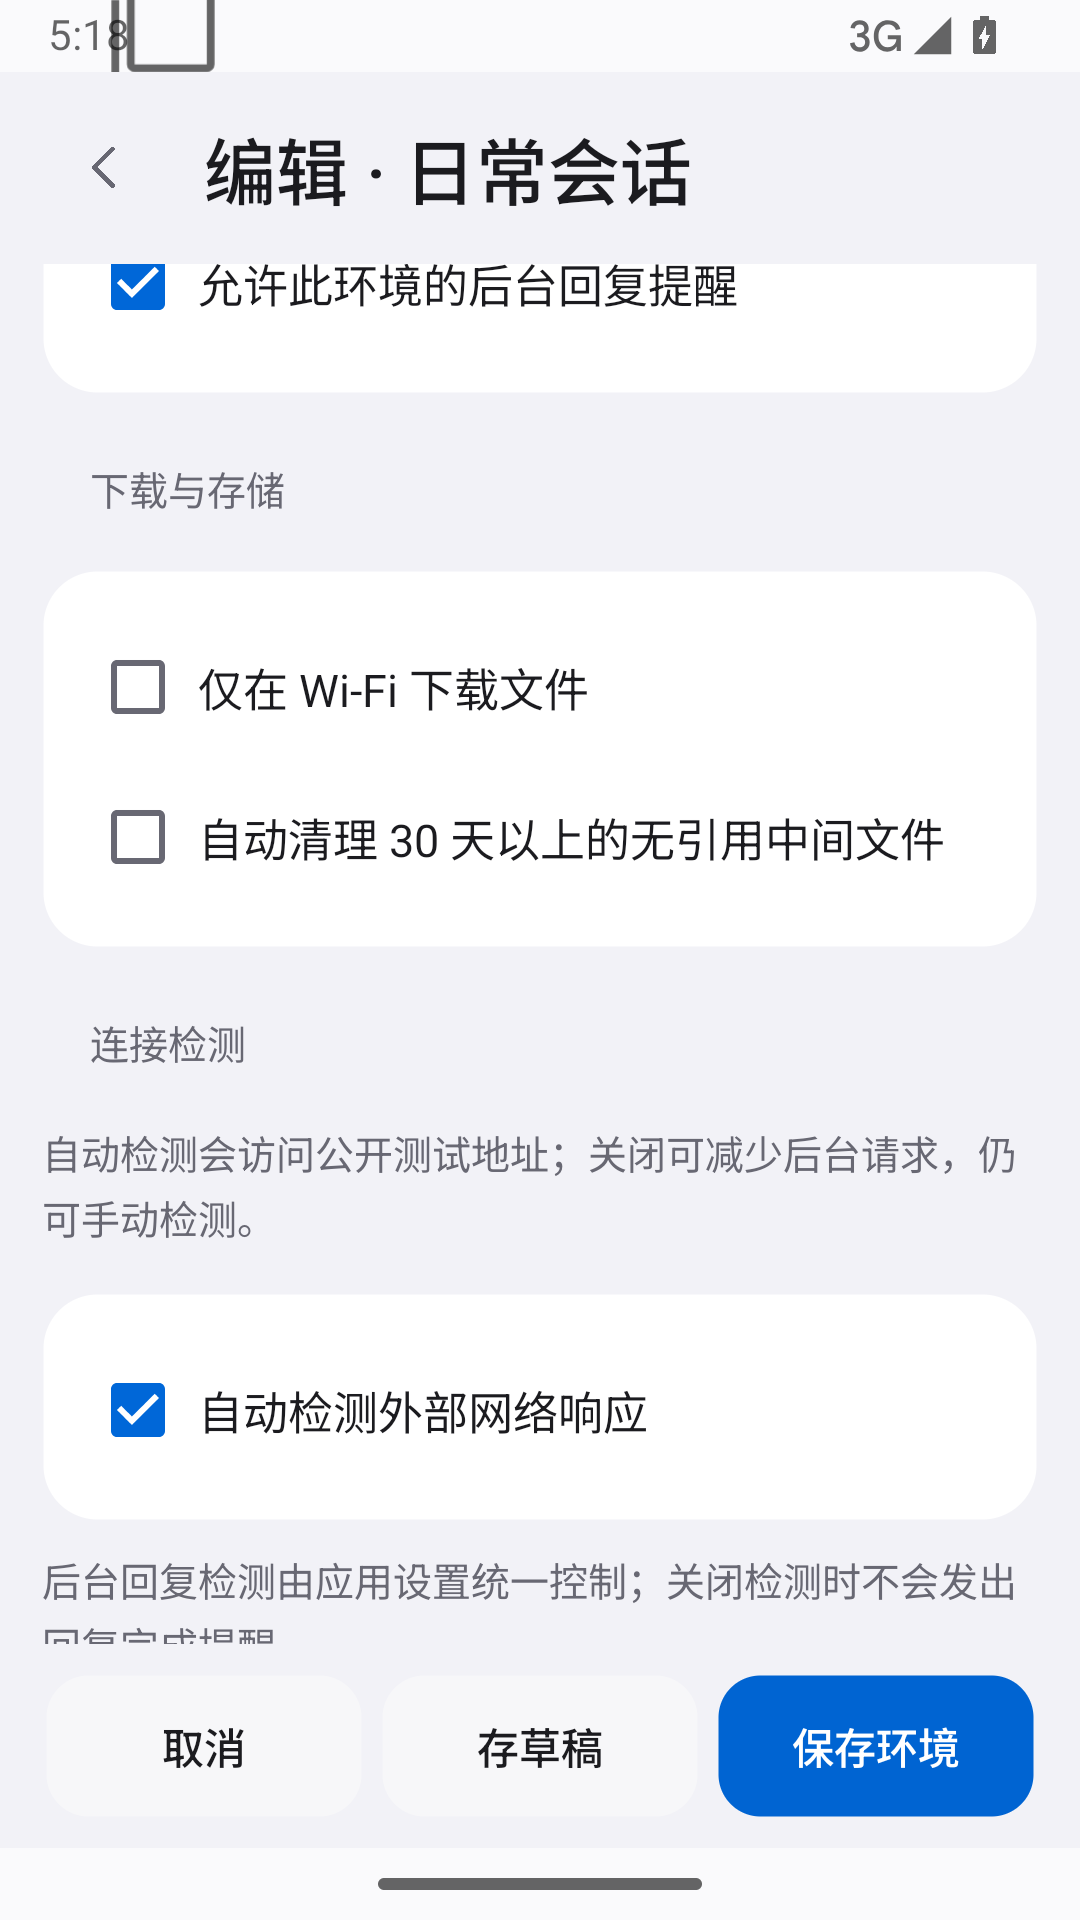 5:18
3G
编辑 · 日常会话
允许此环境的后台回复提醒
下载与存储
仅在 Wi-Fi 下载文件
自动清理 30 天以上的无引用中间文件
连接检测
自动检测会访问公开测试地址；关闭可减少后台请求，仍
可手动检测。
自动检测外部网络响应
后台回复检测由应用设置统一控制；关闭检测时不会发出
回复完成提醒
取消
存草稿
保存环境